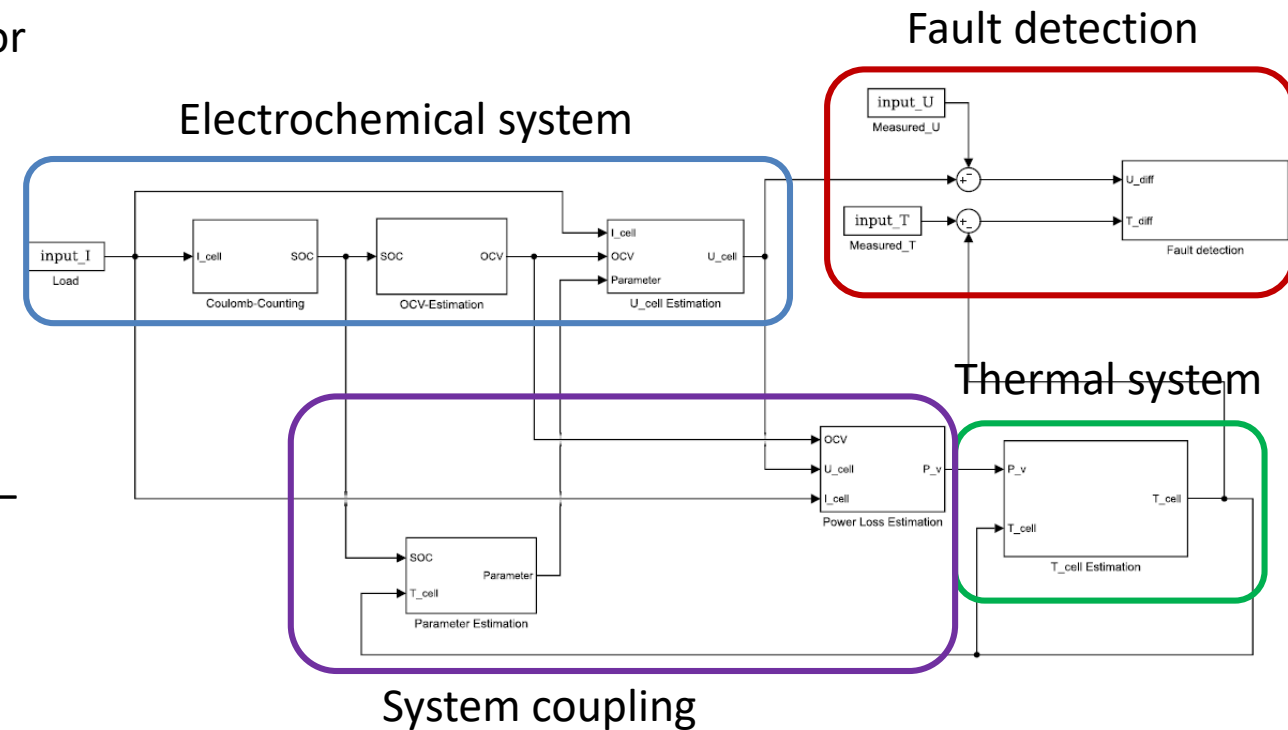 or
Fault detection
Electrochemical system
input_U
Measured_U
input_T
Measured_T
U_diff
T_diff
Fault detection
input_I
Load
I_cell
SOC
Coulomb-Counting
SOC
OCV
OCV-Estimation
I_cell
OCV
Parameter
U_cell
U_cell Estimation
Thermal system
OCV
U_cell
I_cell
P_v
Power Loss Estimation
P_v
T_cell
T_cell
T_cell Estimation
SOC
T_cell
Parameter
Parameter Estimation
System coupling